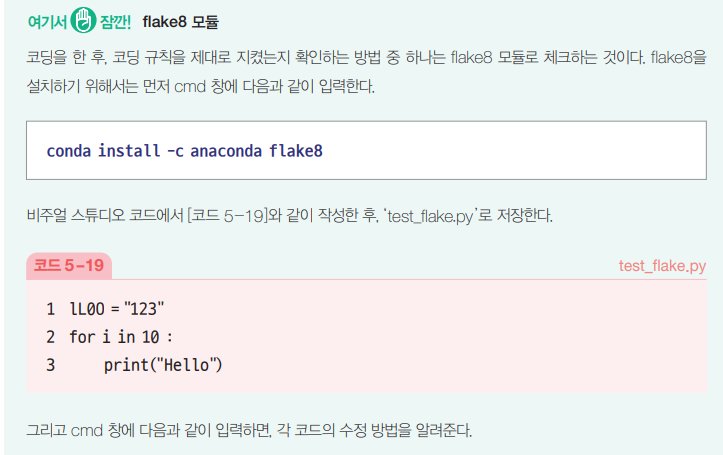 여기서 잠깐! flake8 모듈
코딩을 한 후, 코딩 규칙을 제대로 지켰는지 확인하는 방법 중 하나는 flake8 모듈로 체크하는 것이다. flake8을
설치하기 위해서는 먼저 cmd 창에 다음과 같이 입력한다.
conda install -c anaconda flake8
비주얼 스튜디오 코드에서 [코드 5-19]와 같이 작성한 후, ‘test_flake.py’로 저장한다.
코드 5-19 test_flake.py
1 lL0O = "123"
2 for i in 10 :
3     print("Hello")
그리고 cmd 창에 다음과 같이 입력하면, 각 코드의 수정 방법을 알려준다.